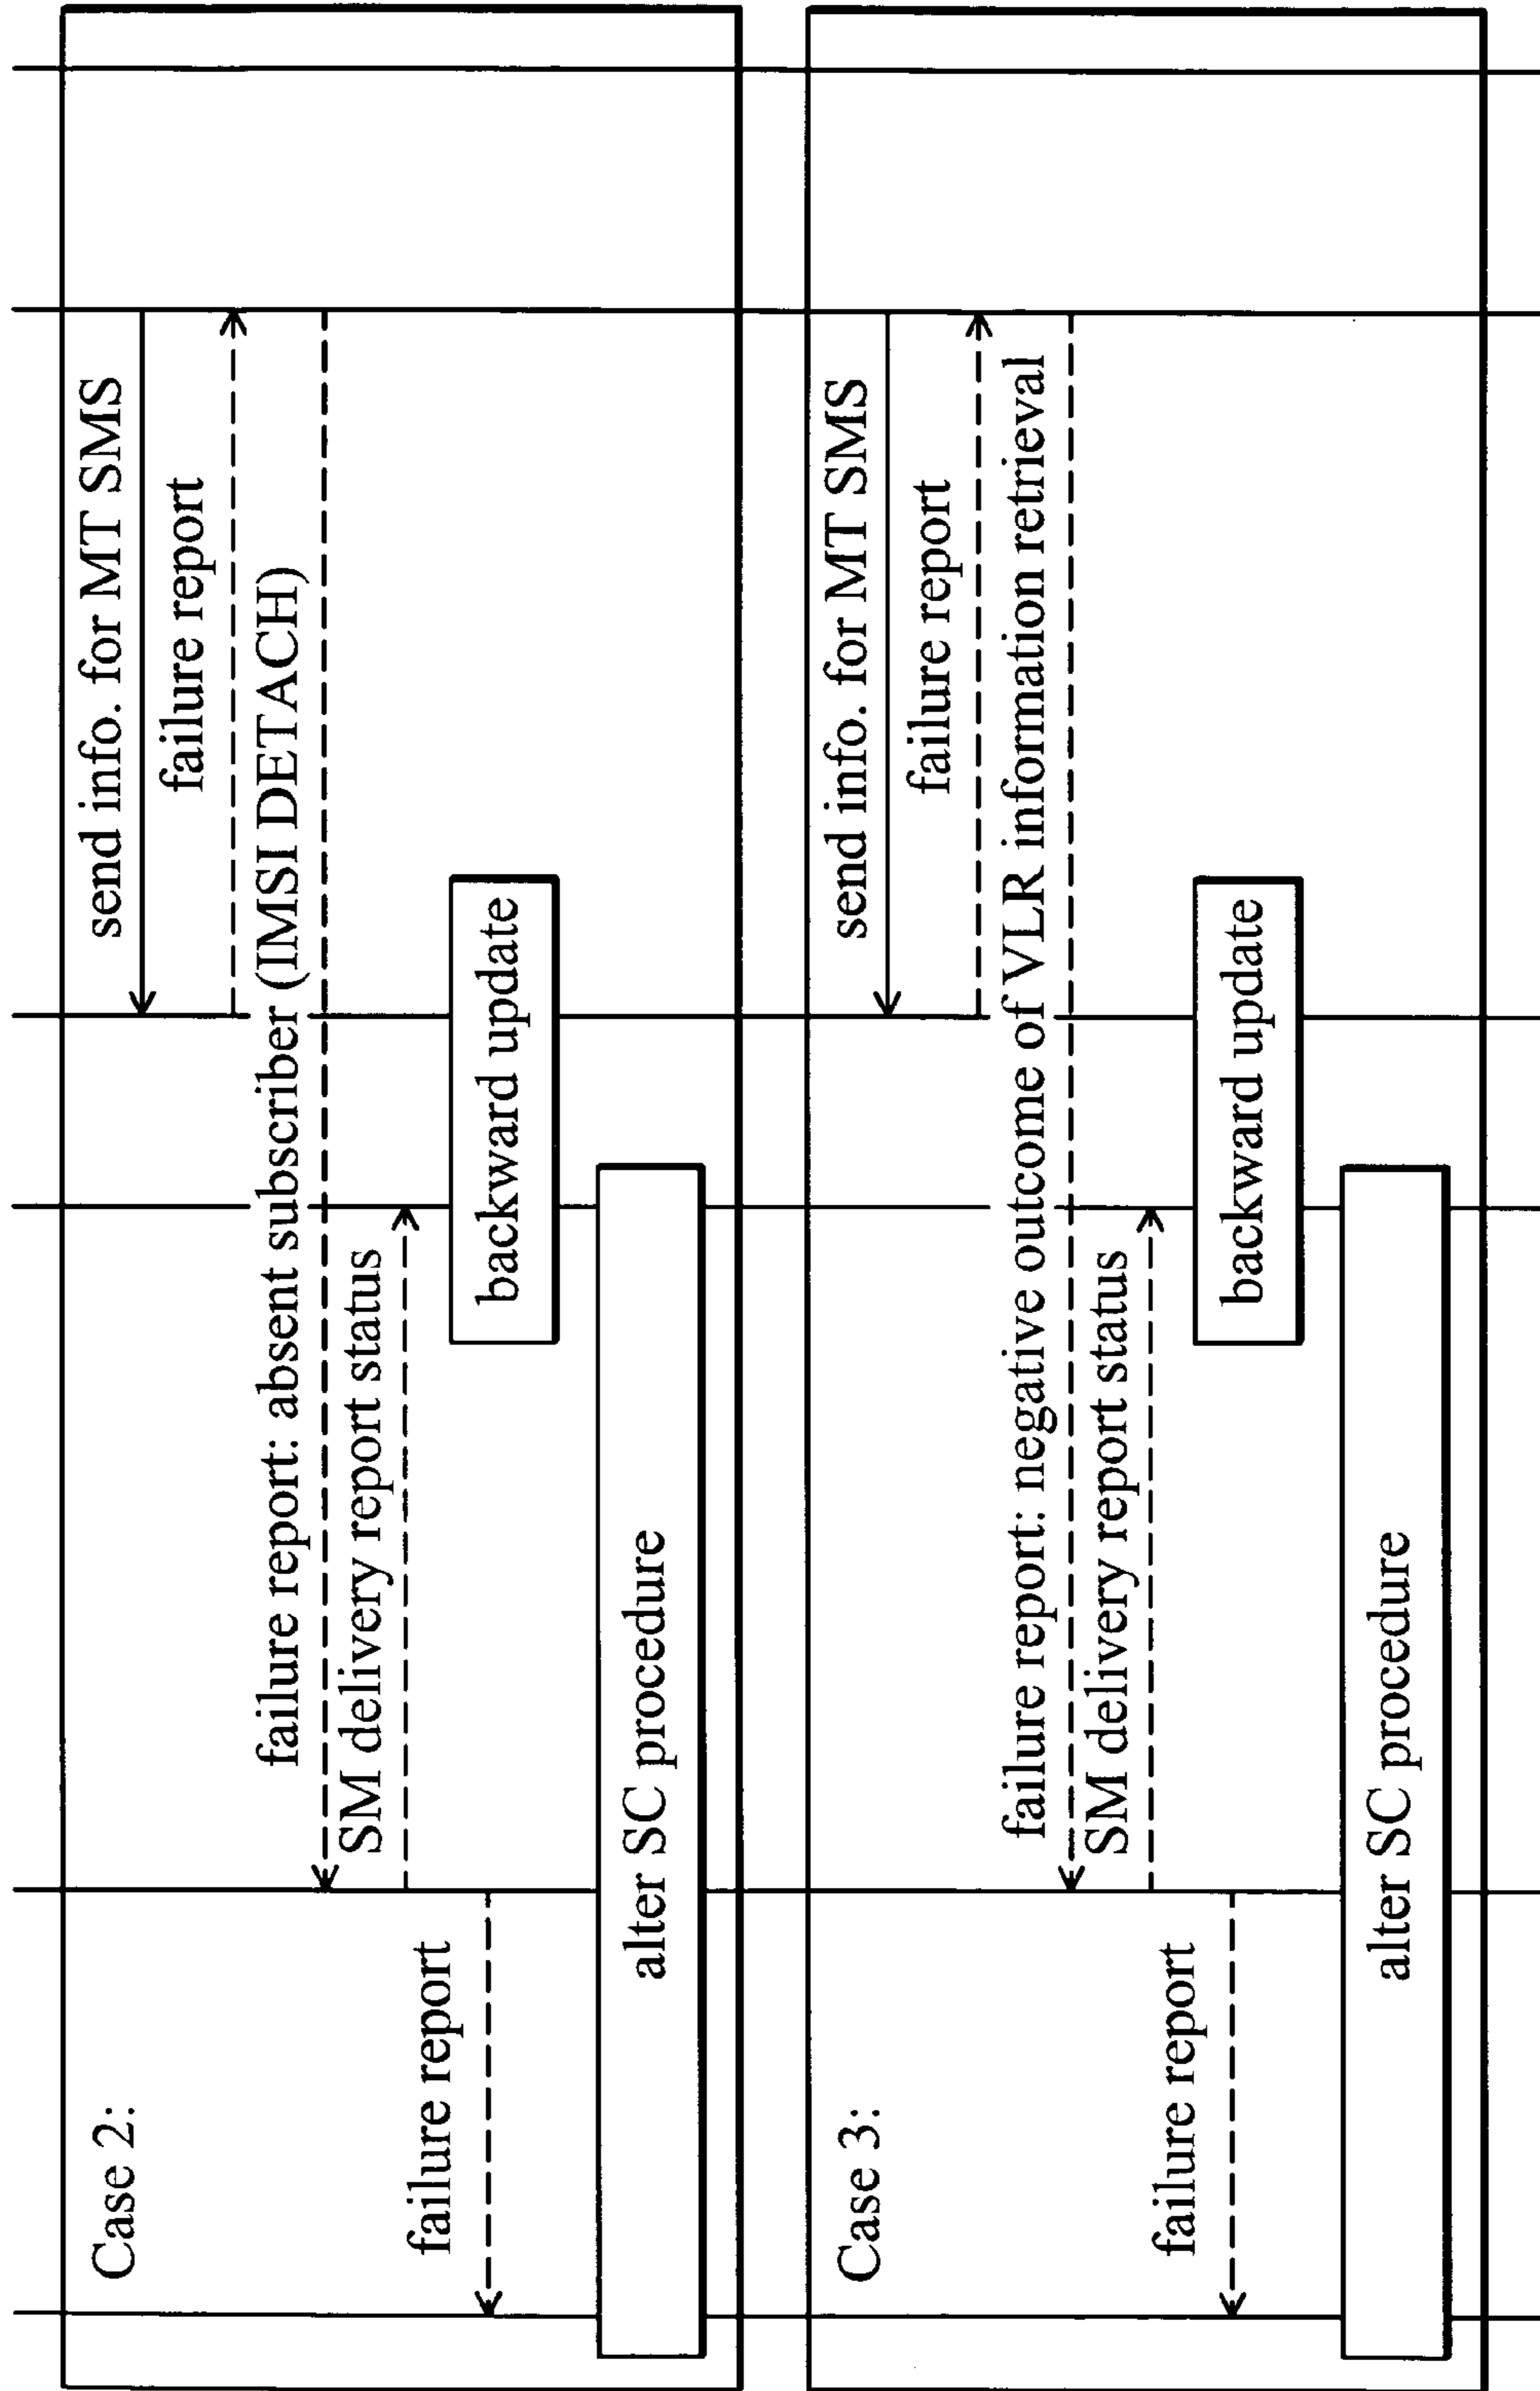 Case 2:
send info. for MT SMS
failure report
failure report: absent subscriber (IMSI DETACH)
SM delivery report status
failure report
backward update
alter SC procedure
Case 3:
send info. for MT SMS
failure report
failure report: negative outcome of VLR information retrieval
SM delivery report status
failure report
backward update
alter SC procedure